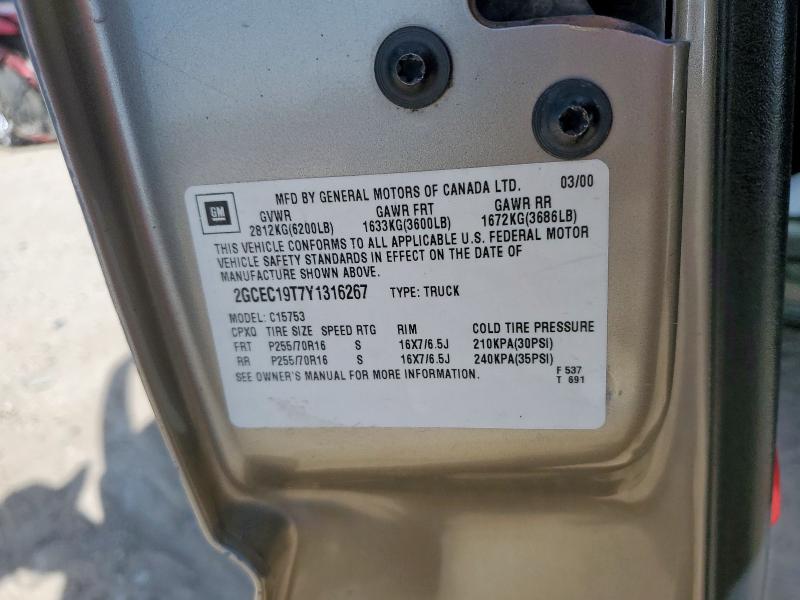 GM
MFD BY GENERAL MOTORS OF CANADA LTD. 03/00
GVWR GAWR FRT GAWR RR
2812KG(6200LB) 1633KG(3600LB) 1672KG(3686LB)
THIS VEHICLE CONFORMS TO ALL APPLICABLE U.S. FEDERAL MOTOR
VEHICLE SAFETY STANDARDS IN EFFECT ON THE DATE OF
MANUFACTURE SHOWN ABOVE.
2GCEC19T7Y1316267 TYPE: TRUCK
MODEL: C15753
CPXQ TIRE SIZE SPEED RTG RIM COLD TIRE PRESSURE
FRT P255/70R16 S 16X7/6.5J 210KPA(30PSI)
RR P255/70R16 S 16X7/6.5J 240KPA(35PSI)
SEE OWNER'S MANUAL FOR MORE INFORMATION.
F 537
T 691